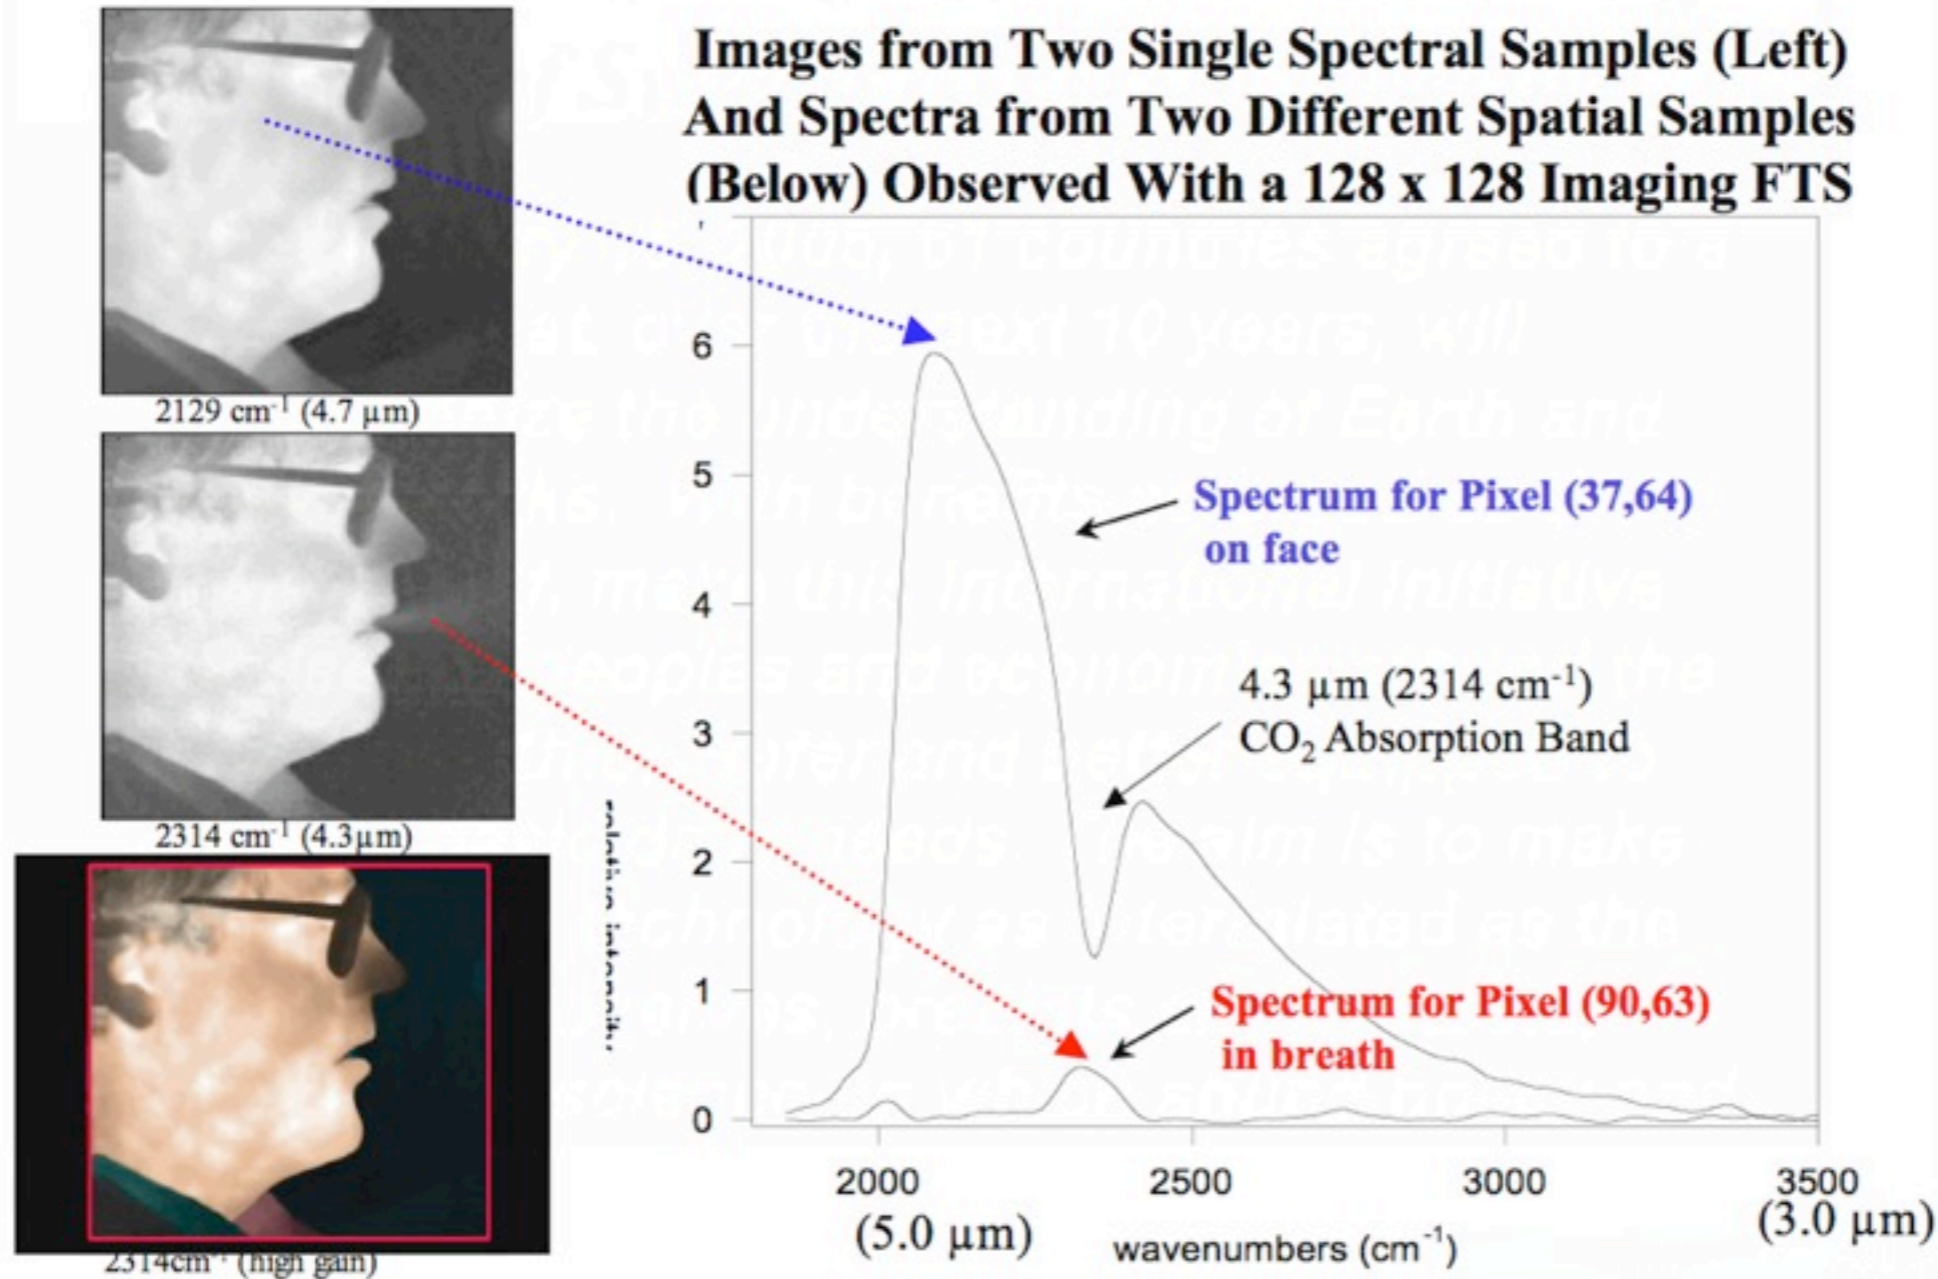 Images from Two Single Spectral Samples (Left)
And Spectra from Two Different Spatial Samples
(Below) Observed With a 128 x 128 Imaging FTS
2129 cm⁻¹ (4.7 μm)
2314 cm⁻¹ (4.3μm)
2314cm⁻¹ (high gain)
6
5
4
3
2
1
0
relative intensity
Spectrum for Pixel (37,64)
on face
4.3 μm (2314 cm⁻¹)
CO₂ Absorption Band
Spectrum for Pixel (90,63)
in breath
2000
2500
3000
3500
(5.0 μm)
(3.0 μm)
wavenumbers (cm⁻¹)